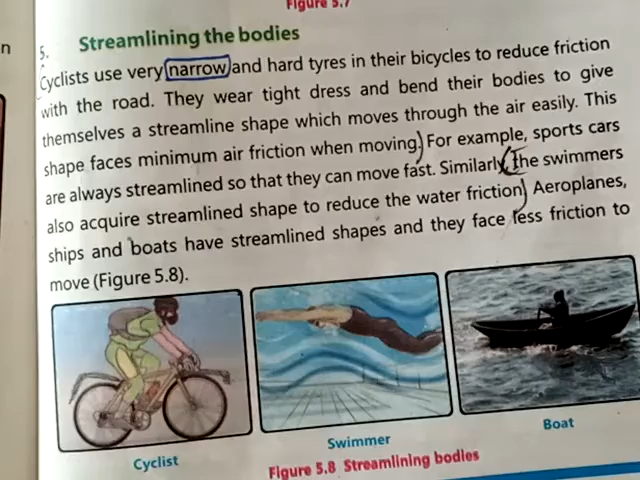 Figure 5.7
n
5. Streamlining the bodies
Cyclists use very narrow and hard tyres in their bicycles to reduce friction
with the road. They wear tight dress and bend their bodies to give
themselves a streamline shape which moves through the air easily. This
shape faces minimum air friction when moving. For example, sports cars
are always streamlined so that they can move fast. Similarly, the swimmers
also acquire streamlined shape to reduce the water friction. Aeroplanes,
ships and boats have streamlined shapes and they face less friction to
move (Figure 5.8).
Cyclist
Swimmer
Boat
Figure 5.8 Streamlining bodies